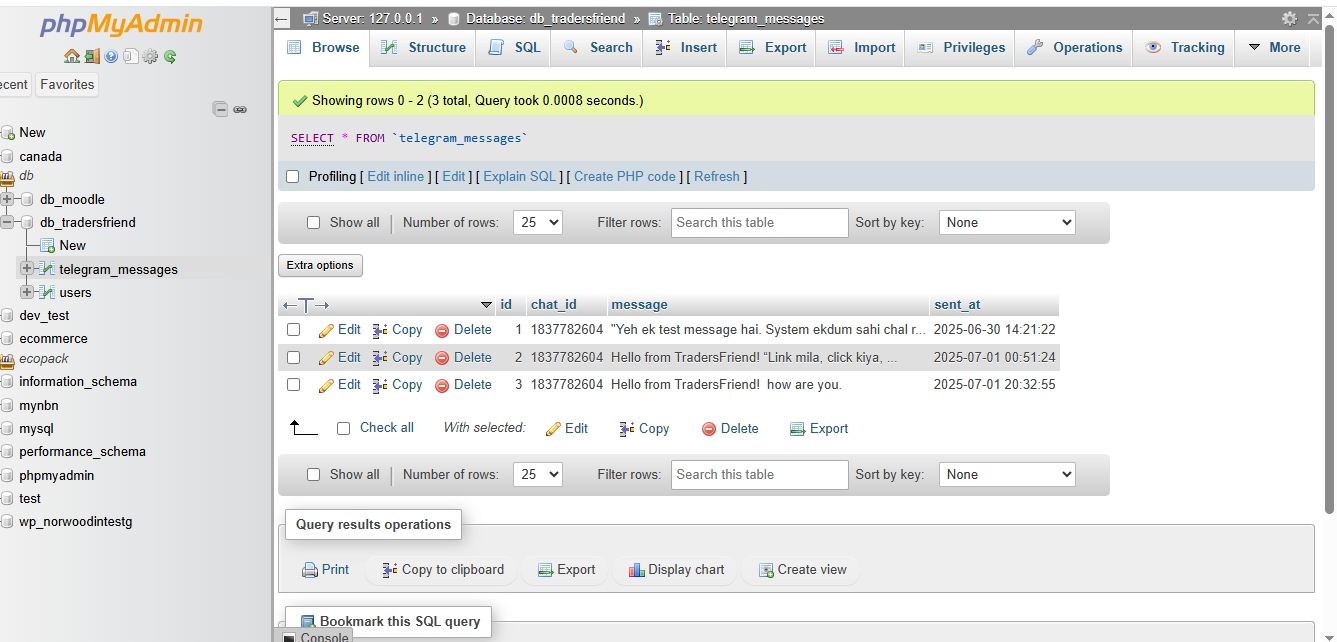 phpMyAdmin
ecent Favorites
New
canada
db
db_moodle
db_tradersfriend
New
telegram_messages
users
dev_test
ecommerce
ecopack
information_schema
mynbn
mysql
performance_schema
phpmyadmin
test
wp_norwoodintestg
Server: 127.0.0.1 » Database: db_tradersfriend » Table: telegram_messages
Browse Structure SQL Search Insert Export Import Privileges Operations Tracking More
Showing rows 0 - 2 (3 total, Query took 0.0008 seconds.)
SELECT * FROM `telegram_messages`
Profiling [ Edit inline ] [ Edit ] [ Explain SQL ] [ Create PHP code ] [ Refresh ]
Show all Number of rows: 25 Filter rows: Search this table Sort by key: None
Extra options
←T→ id chat_id message sent_at
Edit Copy Delete 1 1837782604 "Yeh ek test message hai. System ekdum sahi chal r... 2025-06-30 14:21:22
Edit Copy Delete 2 1837782604 Hello from TradersFriend! “Link mila, click kiya, ... 2025-07-01 00:51:24
Edit Copy Delete 3 1837782604 Hello from TradersFriend! how are you. 2025-07-01 20:32:55
Check all With selected: Edit Copy Delete Export
Show all Number of rows: 25 Filter rows: Search this table Sort by key: None
Query results operations
Print Copy to clipboard Export Display chart Create view
Bookmark this SQL query
Console